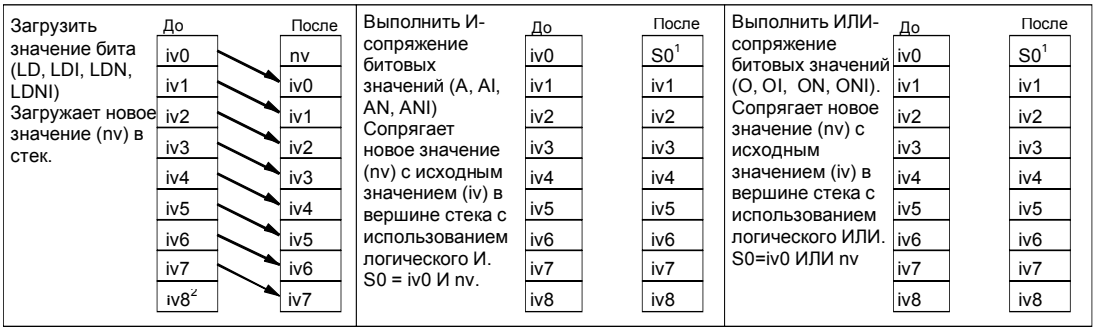 Загрузить
значение бита
(LD, LDI, LDN,
LDNI)
Загружает новое
значение (nv) в
стек.
До
iv0
iv1
iv2
iv3
iv4
iv5
iv6
iv7
iv8²
После
nv
iv0
iv1
iv2
iv3
iv4
iv5
iv6
iv7
Выполнить И-
сопряжение
битовых
значений (A, AI,
AN, ANI)
Сопрягает
новое значение
(nv) с исходным
значением (iv) в
вершине стека с
использованием
логического И.
S0 = iv0 И nv.
До
iv0
iv1
iv2
iv3
iv4
iv5
iv6
iv7
iv8
После
S0¹
iv1
iv2
iv3
iv4
iv5
iv6
iv7
iv8
Выполнить ИЛИ-
сопряжение
битовых значений
(O, OI, ON, ONI).
Сопрягает новое
значение (nv) с
исходным
значением (iv) в
вершине стека с
использованием
логического ИЛИ.
S0=iv0 ИЛИ nv
До
iv0
iv1
iv2
iv3
iv4
iv5
iv6
iv7
iv8
После
S0¹
iv1
iv2
iv3
iv4
iv5
iv6
iv7
iv8